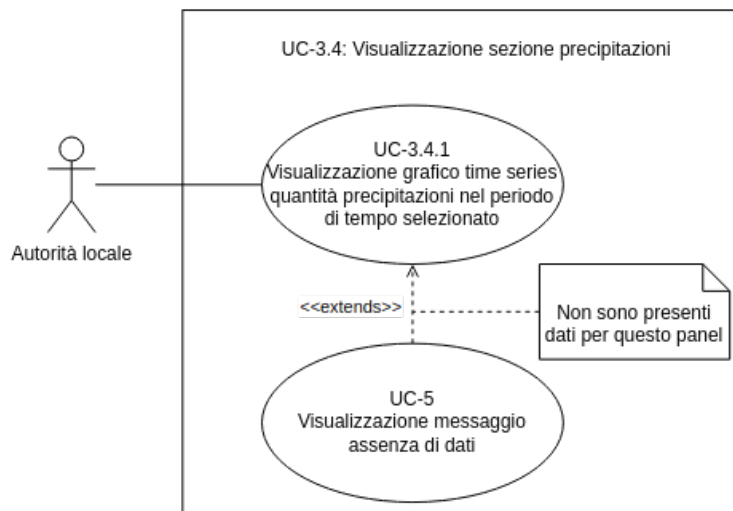 UC-3.4: Visualizzazione sezione precipitazioni
UC-3.4.1
Visualizzazione grafico time series
quantità precipitazioni nel periodo
di tempo selezionato
Autorità locale
<<extends>>
Non sono presenti
dati per questo panel
UC-5
Visualizzazione messaggio
assenza di dati